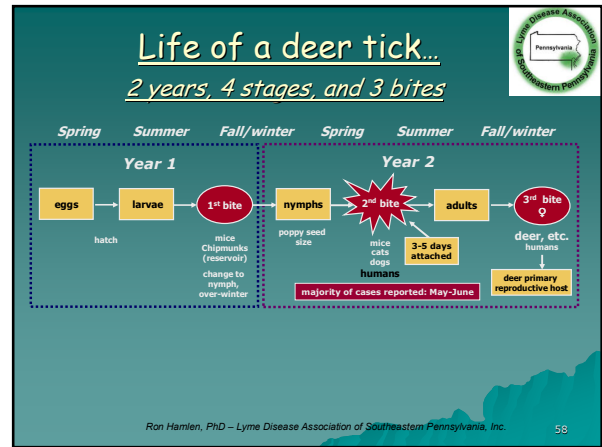 Life of a deer tick…
2 years, 4 stages, and 3 bites
Lyme Disease Association
Pennsylvania
of Southeastern Pennsylvania
Spring Summer Fall/winter Spring Summer Fall/winter
Year 1
Year 2
eggs
larvae
1st bite
nymphs
2nd bite
adults
3rd bite
♀
hatch
mice
Chipmunks
(reservoir)
change to
nymph,
over-winter
poppy seed
size
mice
cats
dogs
humans
3-5 days
attached
deer, etc.
humans
deer primary
reproductive host
majority of cases reported: May-June
Ron Hamlen, PhD – Lyme Disease Association of Southeastern Pennsylvania, Inc.
58